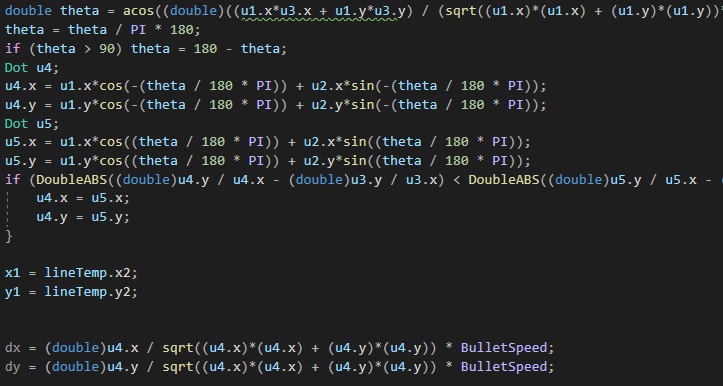 double theta = acos((double)((u1.x*u3.x + u1.y*u3.y) / (sqrt((u1.x)*(u1.x) + (u1.y)*(u1.y))*
theta = theta / PI * 180;
if (theta > 90) theta = 180 - theta;
Dot u4;
u4.x = u1.x*cos(-(theta / 180 * PI)) + u2.x*sin(-(theta / 180 * PI));
u4.y = u1.y*cos(-(theta / 180 * PI)) + u2.y*sin(-(theta / 180 * PI));
Dot u5;
u5.x = u1.x*cos((theta / 180 * PI)) + u2.x*sin((theta / 180 * PI));
u5.y = u1.y*cos((theta / 180 * PI)) + u2.y*sin((theta / 180 * PI));
if (DoubleABS((double)u4.y / u4.x - (double)u3.y / u3.x) < DoubleABS((double)u5.y / u5.x -
u4.x = u5.x;
u4.y = u5.y;
}
x1 = lineTemp.x2;
y1 = lineTemp.y2;
dx = (double)u4.x / sqrt((u4.x)*(u4.x) + (u4.y)*(u4.y)) * BulletSpeed;
dy = (double)u4.y / sqrt((u4.x)*(u4.x) + (u4.y)*(u4.y)) * BulletSpeed;